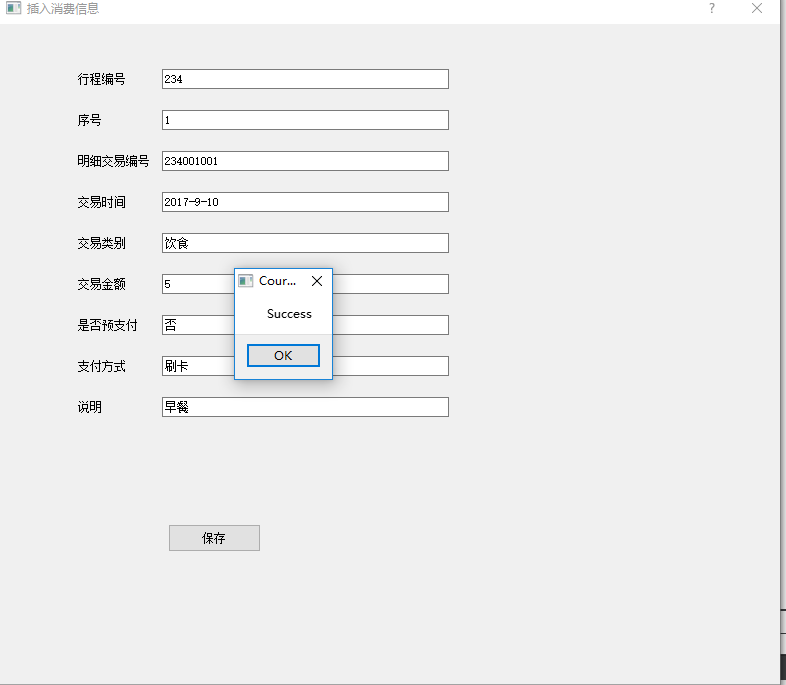 插入消费信息
行程编号 234
序号 1
明细交易编号 234001001
交易时间 2017-9-10
交易类别 饮食
交易金额 5
Cour...
是否预支付 否
Success
支付方式 刷卡
OK
说明 早餐
保存